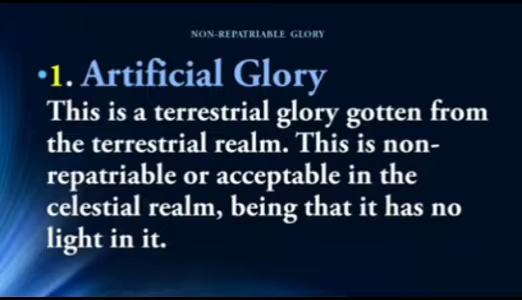 NON-REPATRIABLE GLORY
•1. Artificial Glory
This is a terrestrial glory gotten from
the terrestrial realm. This is non-
repatriable or acceptable in the
celestial realm, being that it has no
light in it.